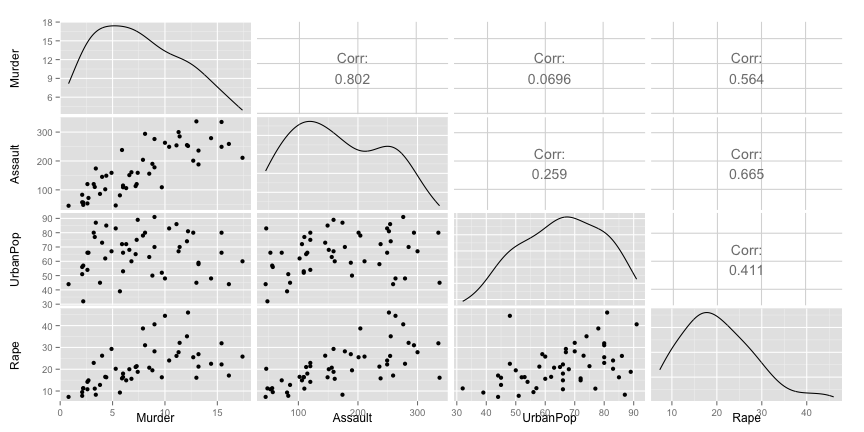 18
15
12
9
6
Murder
Corr:
0.802
Corr:
0.0696
Corr:
0.564
300
200
100
Assault
Corr:
0.259
Corr:
0.665
90
80
70
60
50
40
30
UrbanPop
Corr:
0.411
40
30
20
10
Rape
0 5 10 15
100 200 300
30 40 50 60 70 80 90
10 20 30 40
Murder Assault UrbanPop Rape